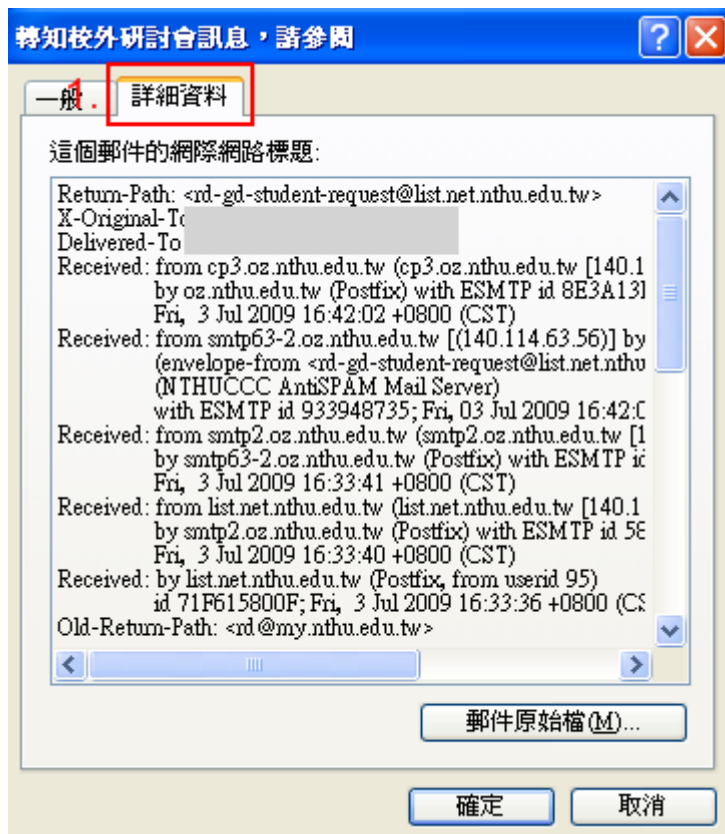 轉知校外研討會訊息，請參閱
一般 1. 詳細資料
這個郵件的網際網路標題:
Return-Path: <rd-gd-student-request@list.net.nthu.edu.tw>
X-Original-To
Delivered-To
Received: from cp3.oz.nthu.edu.tw (cp3.oz.nthu.edu.tw [140.1
by oz.nthu.edu.tw (Postfix) with ESMTP id 8E3A131
Fri, 3 Jul 2009 16:42:02 +0800 (CST)
Received: from smtp63-2.oz.nthu.edu.tw [(140.114.63.56)] by
(envelope-from <rd-gd-student-request@list.net.nthu
(NTHUCCC AntiSPAM Mail Server)
with ESMTP id 933948735; Fri, 03 Jul 2009 16:42:0
Received: from smtp2.oz.nthu.edu.tw (smtp2.oz.nthu.edu.tw [1
by smtp63-2.oz.nthu.edu.tw (Postfix) with ESMTP id
Fri, 3 Jul 2009 16:33:41 +0800 (CST)
Received: from list.net.nthu.edu.tw (list.net.nthu.edu.tw [140.1
by smtp2.oz.nthu.edu.tw (Postfix) with ESMTP id 58
Fri, 3 Jul 2009 16:33:40 +0800 (CST)
Received: by list.net.nthu.edu.tw (Postfix, from userid 95)
id 71F615800F; Fri, 3 Jul 2009 16:33:36 +0800 (CS
Old-Return-Path: <rd@my.nthu.edu.tw>
郵件原始檔(M)...
確定 取消